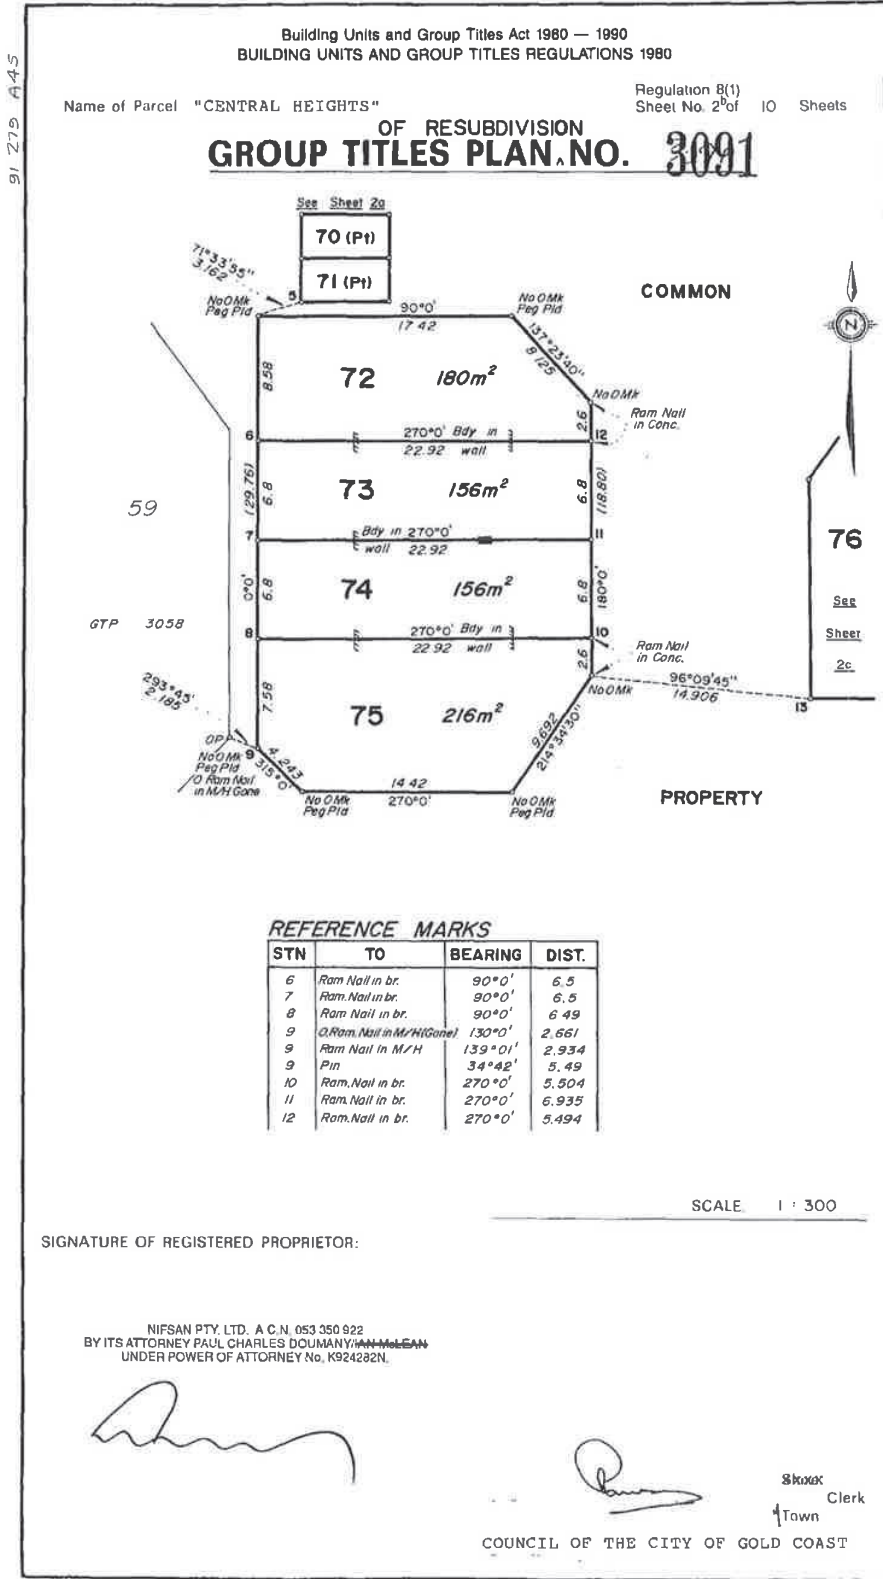 91 279 A45
Building Units and Group Titles Act 1980 — 1990
BUILDING UNITS AND GROUP TITLES REGULATIONS 1980
Regulation 8(1)
Name of Parcel "CENTRAL HEIGHTS"
Sheet No. 2b of 10 Sheets
OF RESUBDIVISION
GROUP TITLES PLAN ^ NO. 3091
See Sheet 2a
70 (Pt)
71 (Pt)
71°33'55"
3.162
5
No O Mk
Peg Pld
90°0'
17.42
No O Mk
Peg Pld
COMMON
N
137°23'40"
8.125
8.58
72 180m²
No O Mk
Ram Nail
in Conc.
2.6
6
270°0' Bdy in
22.92 wall
12
(29.76)
6.8
73 156m²
6.8
(18.80)
59
7
Bdy in 270°0'
wall 22.92
11
76
See
Sheet
2c
0°0'
6.8
74 156m²
6.8
180°0'
GTP 3058
8
270°0' Bdy in
22.92 wall
10
Ram Nail
in Conc.
2.6
No O Mk
96°09'45"
14.906
13
293°45'
2.185
7.58
75 216m²
9.692
214°34'30"
OP
9
No O Mk
Peg Pld
O Ram Nail
in M/H Gone
4.243
315°0'
14.42
270°0'
No O Mk
Peg Pld
No O Mk
Peg Pld
PROPERTY
REFERENCE MARKS
STN TO BEARING DIST.
6 Ram Nail in br. 90°0' 6.5
7 Ram.Nail in br. 90°0' 6.5
8 Ram Nail in br. 90°0' 6 49
9 O.Ram.Nail in M/H(Gone) 130°0' 2.661
9 Ram Nail in M/H 139°01' 2.934
9 Pin 34°42' 5.49
10 Ram.Nail in br. 270°0' 5.504
11 Ram.Nail in br. 270°0' 6.935
12 Ram.Nail in br. 270°0' 5.494
SCALE 1 : 300
SIGNATURE OF REGISTERED PROPRIETOR:
NIFSAN PTY. LTD. A C.N. 053 350 922
BY ITS ATTORNEY PAUL CHARLES DOUMANY/IAN McLEAN
UNDER POWER OF ATTORNEY No. K924282N.
Clerk
Town
COUNCIL OF THE CITY OF GOLD COAST